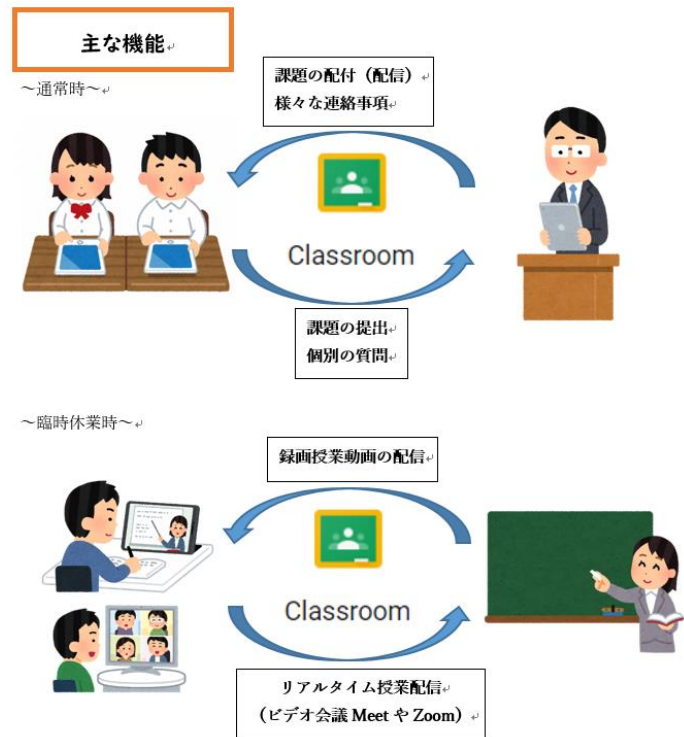 主な機能
～通常時～
課題の配付（配信）
様々な連絡事項
Classroom
課題の提出
個別の質問
～臨時休業時～
録画授業動画の配信
Classroom
リアルタイム授業配信
（ビデオ会議 Meet や Zoom）